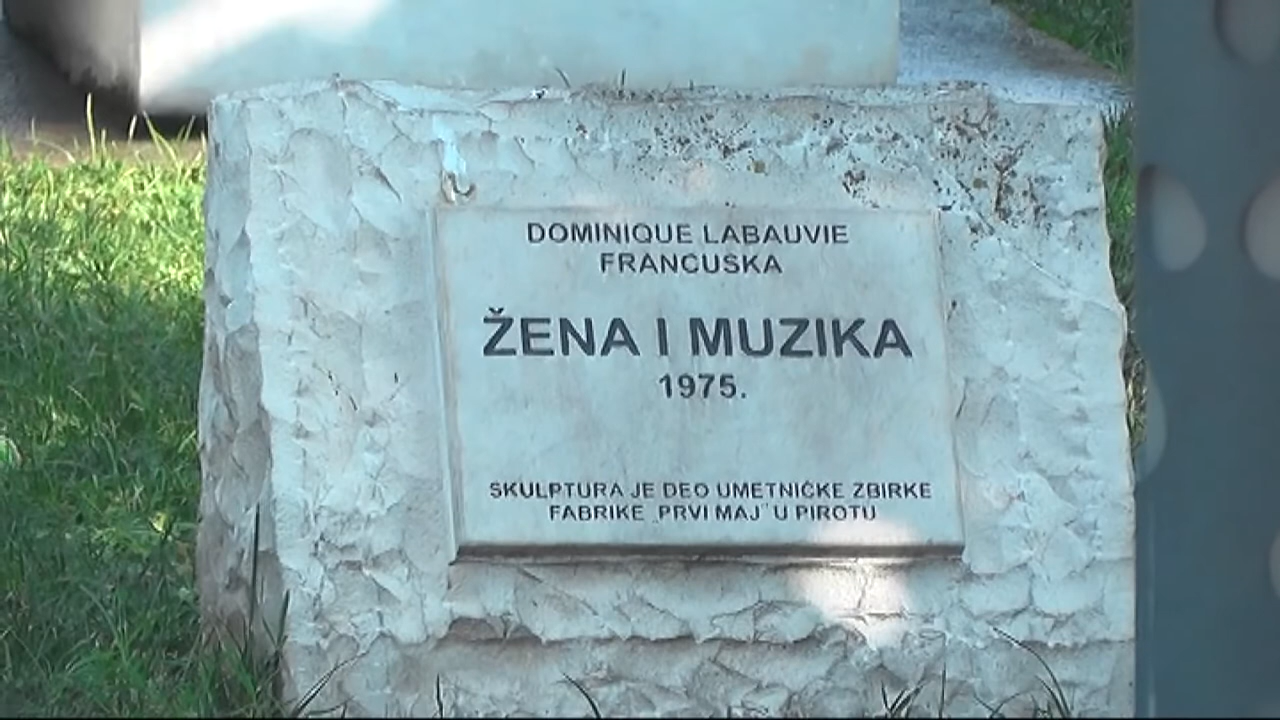 DOMINIQUE LABAUVIE
FRANCUSKA
ŽENA I MUZIKA
1975.
SKULPTURA JE DEO UMETNIČKE ZBIRKE
FABRIKE „PRVI MAJ“ U PIROTU